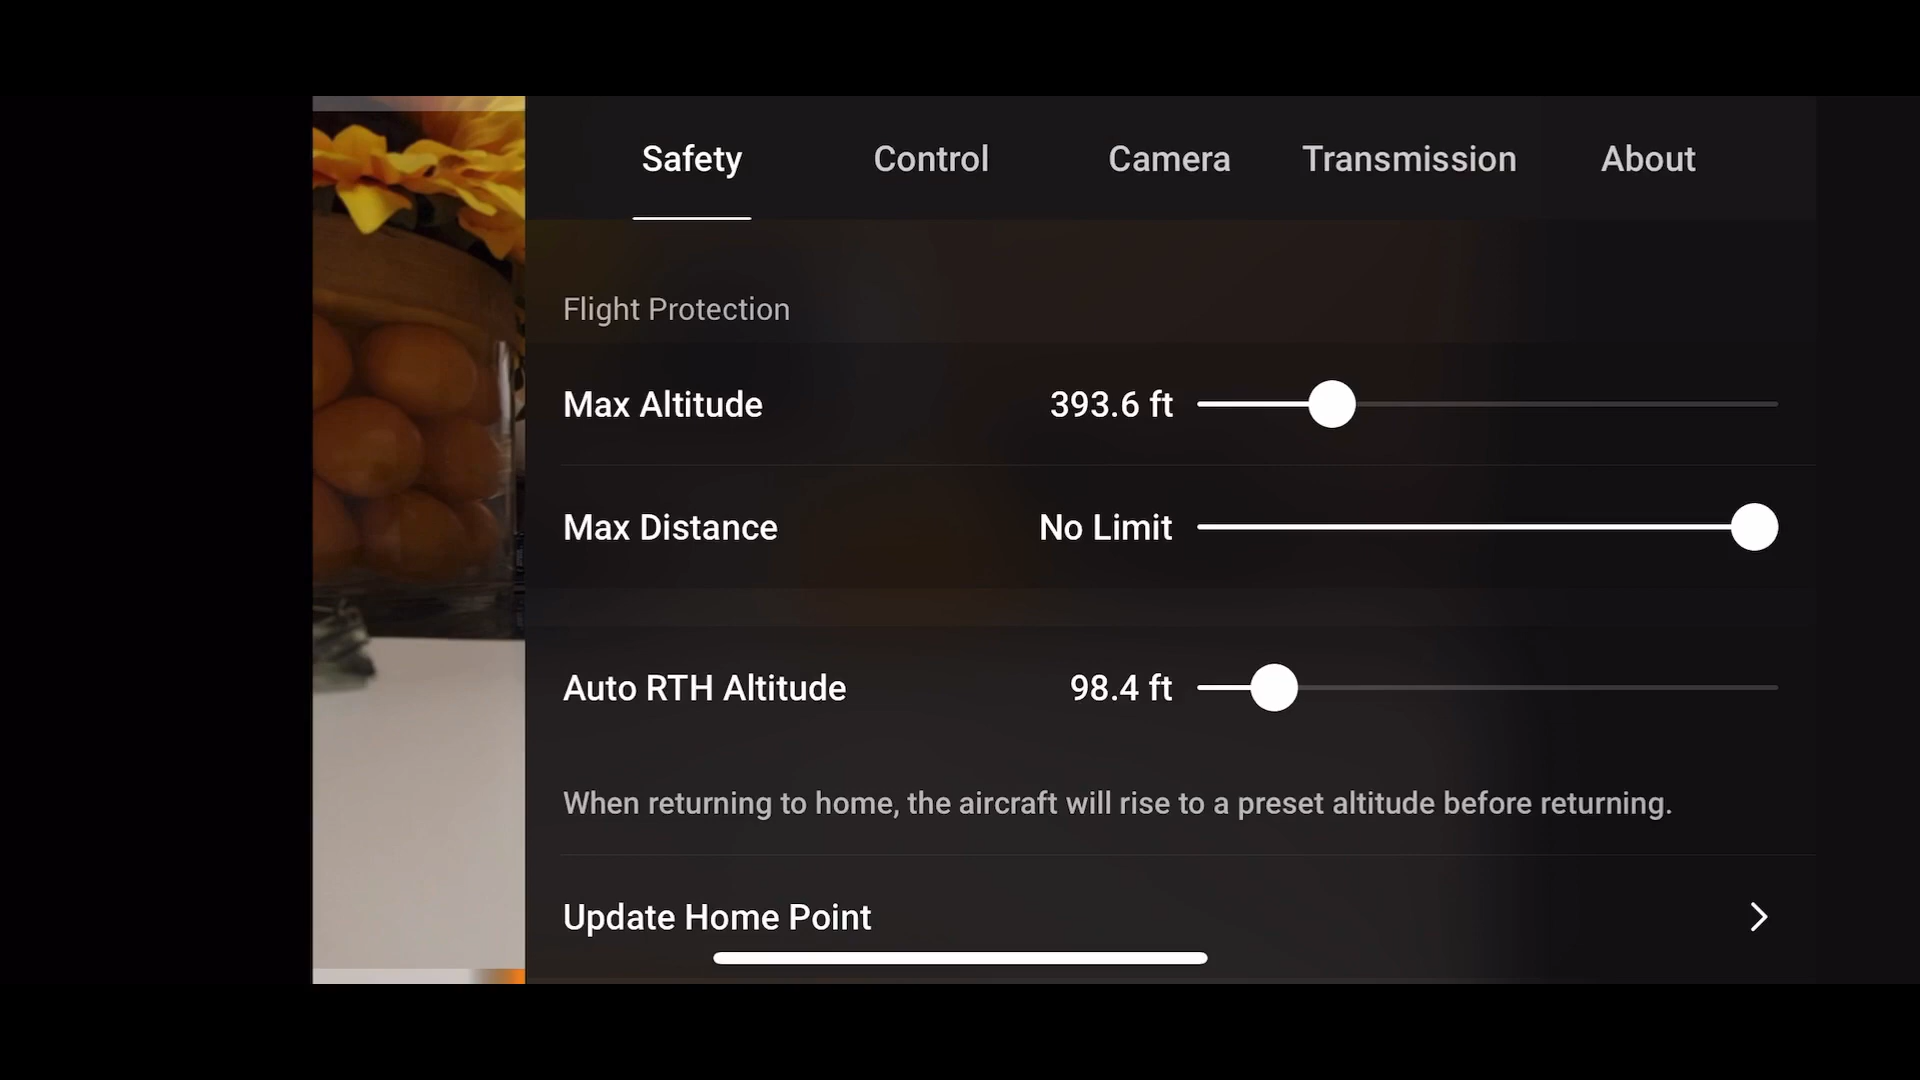 Safety Control Camera Transmission About
Flight Protection
Max Altitude 393.6 ft
Max Distance No Limit
Auto RTH Altitude 98.4 ft
When returning to home, the aircraft will rise to a preset altitude before returning.
Update Home Point